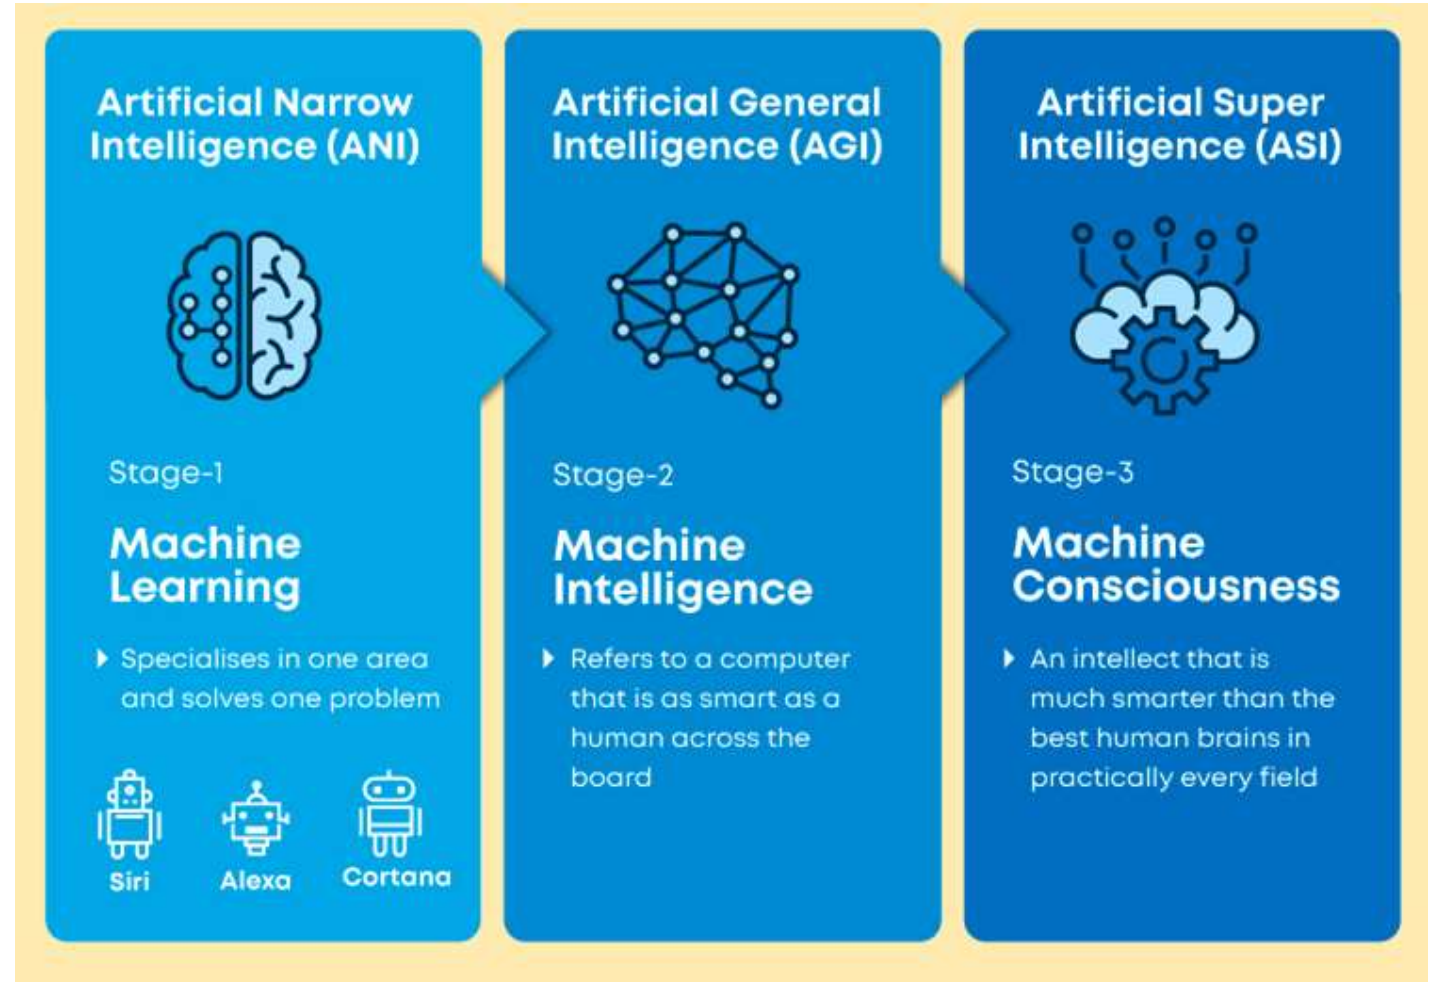 Artificial Narrow
Intelligence (ANI)
Stage-1
Machine
Learning
Specialises in one area
and solves one problem
Siri
Alexa
Cortana
Artificial General
Intelligence (AGI)
Stage-2
Machine
Intelligence
Refers to a computer
that is as smart as a
human across the
board
Artificial Super
Intelligence (ASI)
Stage-3
Machine
Consciousness
An intellect that is
much smarter than the
best human brains in
practically every field